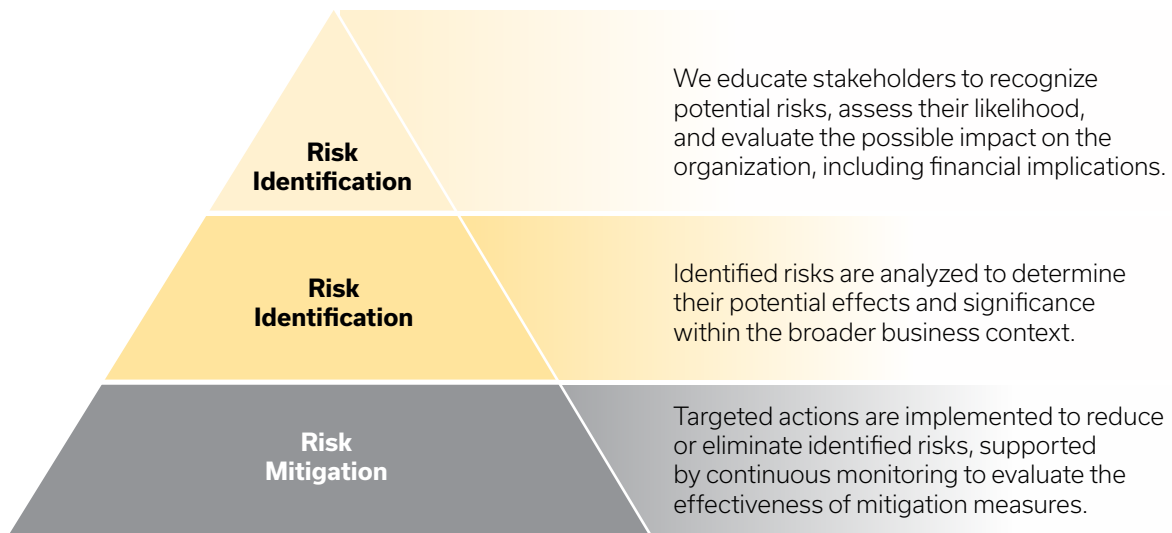 Risk
Identification
We educate stakeholders to recognize
potential risks, assess their likelihood,
and evaluate the possible impact on the
organization, including financial implications.
Risk
Identification
Identified risks are analyzed to determine
their potential effects and significance
within the broader business context.
Risk
Mitigation
Targeted actions are implemented to reduce
or eliminate identified risks, supported
by continuous monitoring to evaluate the
effectiveness of mitigation measures.